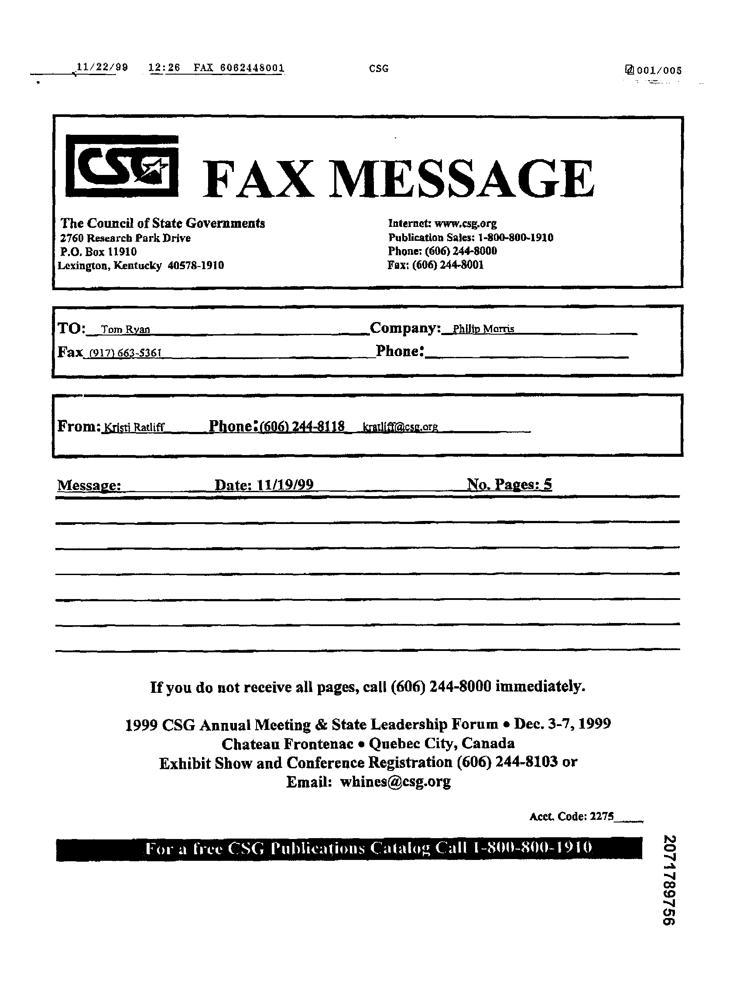 11/22/99 12:26 FAX 6062448001 CSG 001/005
CSG FAX MESSAGE
The Council of State Governments
2760 Research Park Drive
P.O. Box 11910
Lexington, Kentucky 40578-1910
Internet: www.csg.org
Publication Sales: 1-800-800-1910
Phone: (606) 244-8000
Fax: (606) 244-8001
TO: Tom Ryan Company: Philip Morris
Fax (917) 663-5361 Phone:
From: Kristi Ratliff Phone: (606) 244-8118 kratliff@csg.org
Message: Date: 11/19/99 No. Pages: 5
If you do not receive all pages, call (606) 244-8000 immediately.
1999 CSG Annual Meeting & State Leadership Forum • Dec. 3-7, 1999
Chateau Frontenac • Quebec City, Canada
Exhibit Show and Conference Registration (606) 244-8103 or
Email: whines@csg.org
Acct. Code: 2275
For a free CSG Publications Catalog Call 1-800-800-1910
2071789756